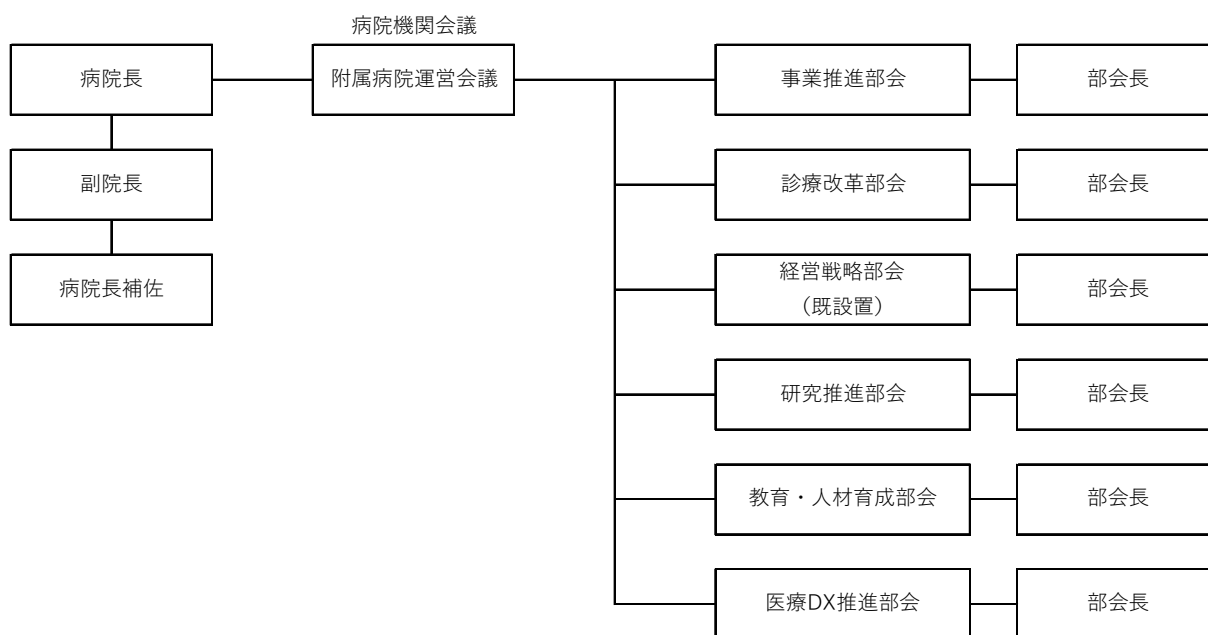 病院機関会議
病院長
附属病院運営会議
事業推進部会
部会長
副院長
診療改革部会
部会長
病院長補佐
経営戦略部会
（既設置）
部会長
研究推進部会
部会長
教育・人材育成部会
部会長
医療DX推進部会
部会長